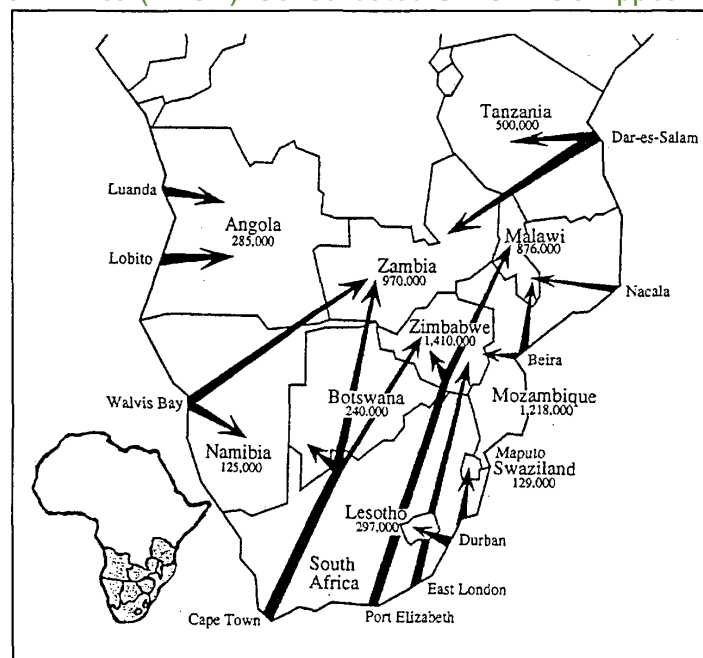 Tanzania
500,000
Dar-es-Salam
Luanda
Angola
285,000
Malawi
876,000
Lobito
Zambia
970,000
Nacala
Zimbabwe
1,410,000
Beira
Walvis Bay
Botswana
240,000
Mozambique
1,218,000
Namibia
125,000
Maputo
Swaziland
129,000
Lesotho
297,000
Durban
South
Africa
East London
Cape Town
Port Elizabeth